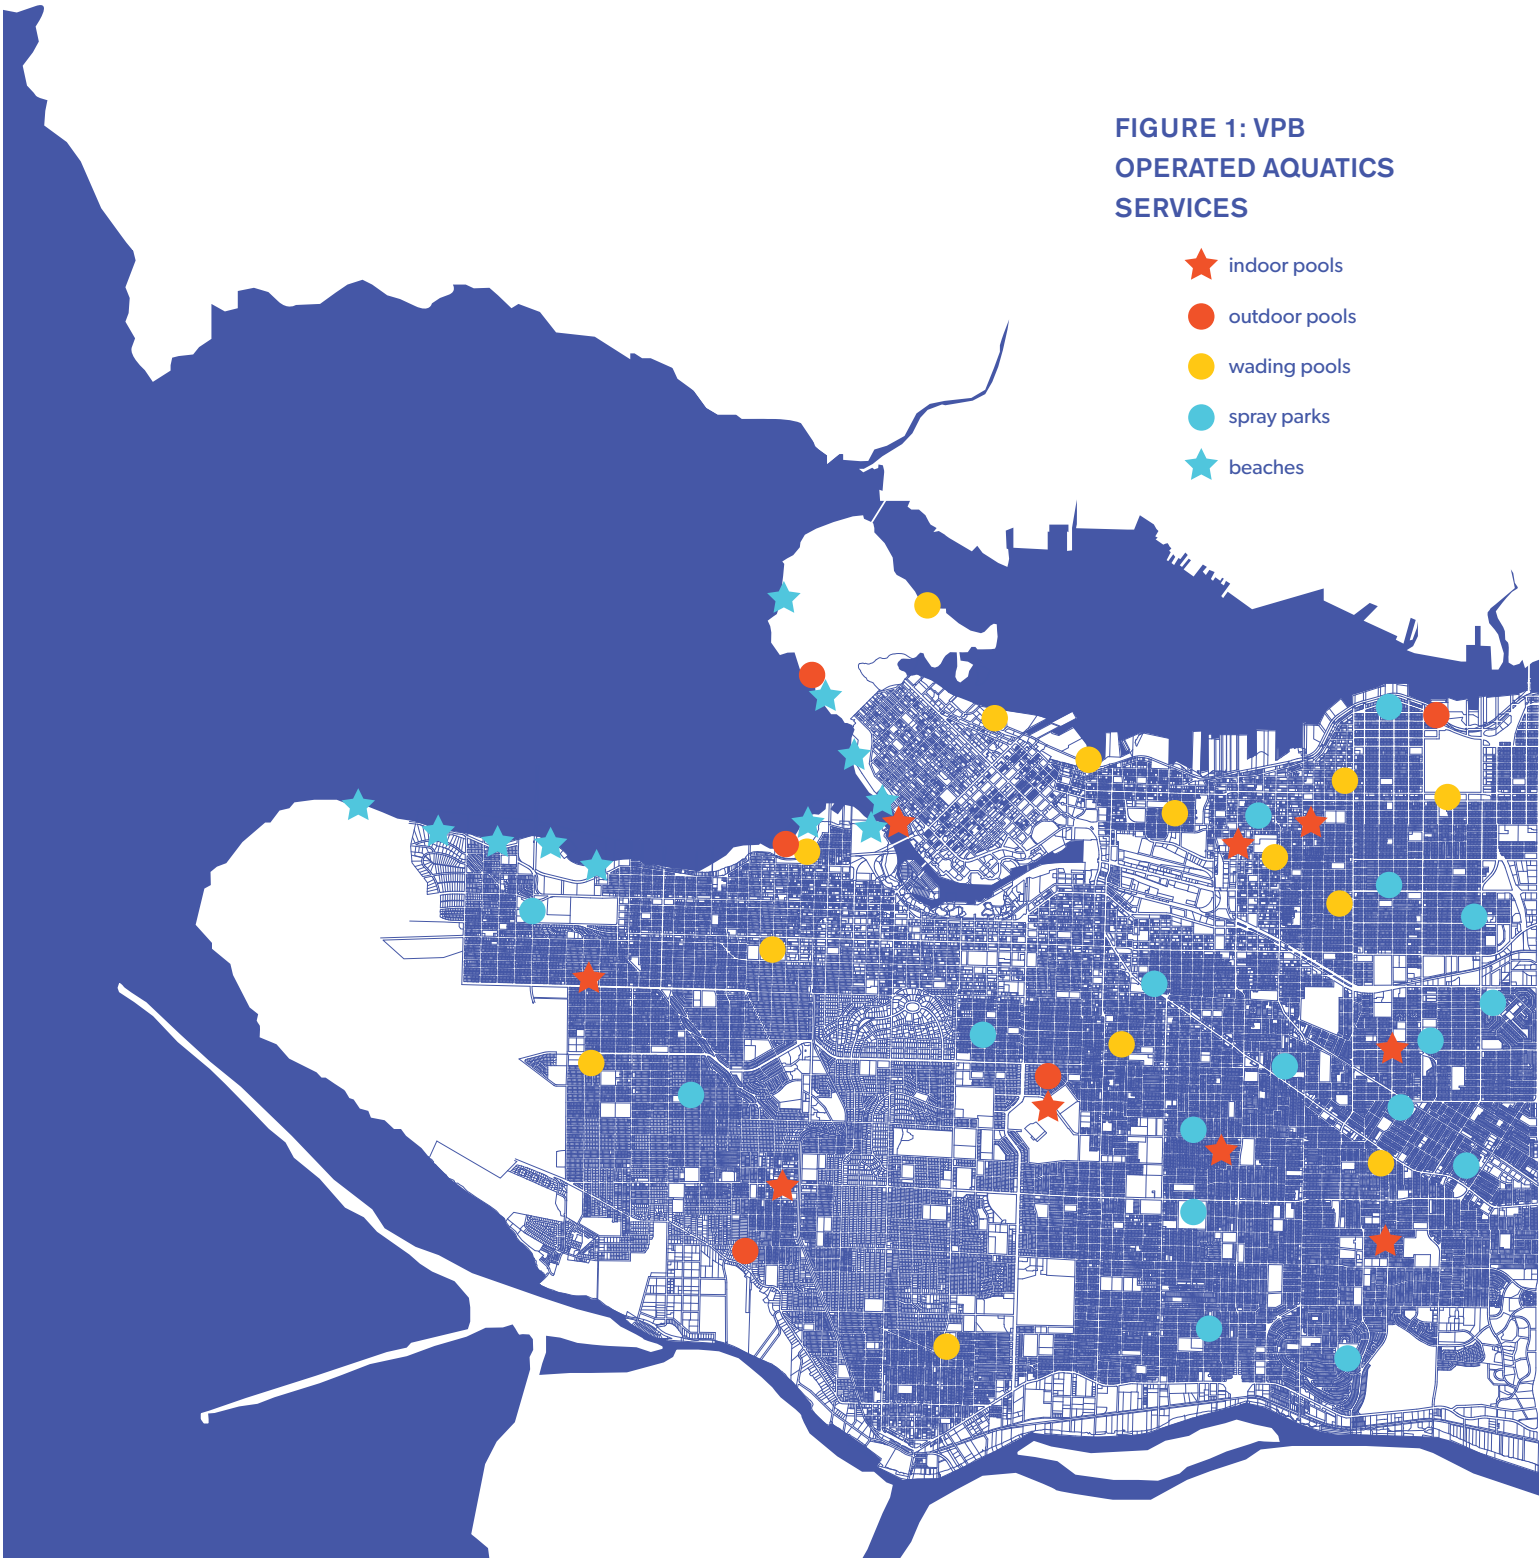 FIGURE 1: VPB
OPERATED AQUATICS
SERVICES
indoor pools
outdoor pools
wading pools
spray parks
beaches